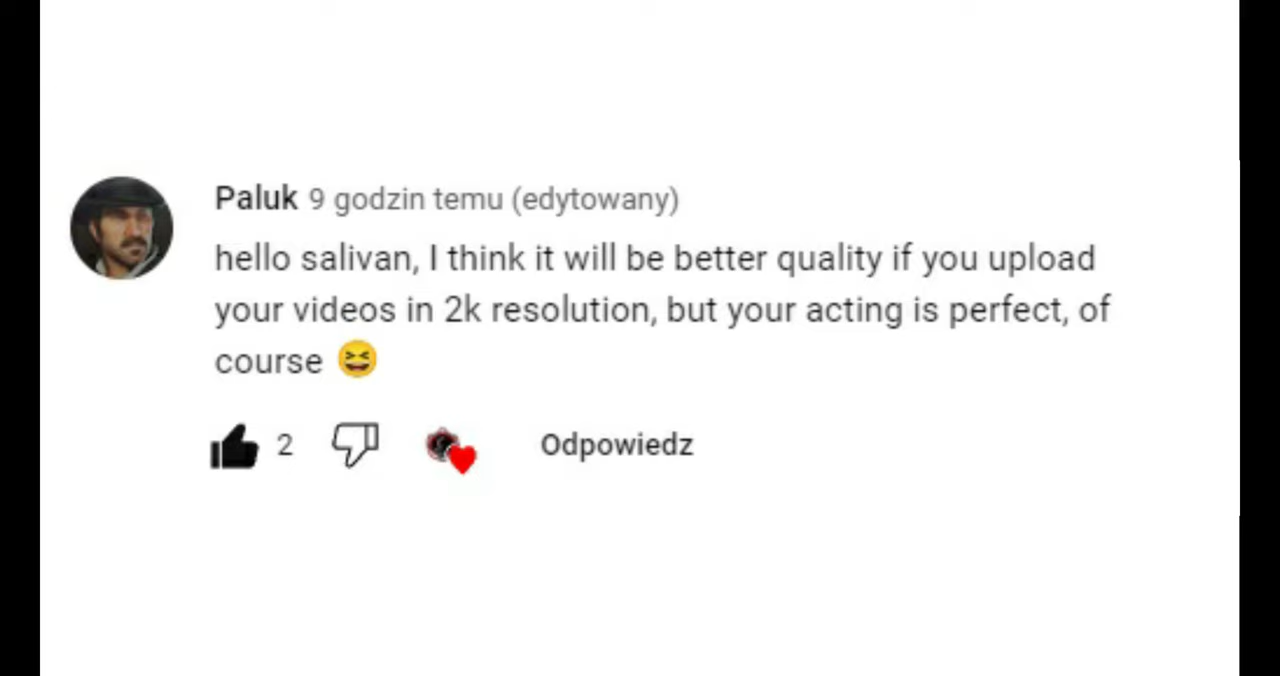 Paluk 9 godzin temu (edytowany)
hello salivan, I think it will be better quality if you upload
your videos in 2k resolution, but your acting is perfect, of
course 😆
2 Odpowiedz